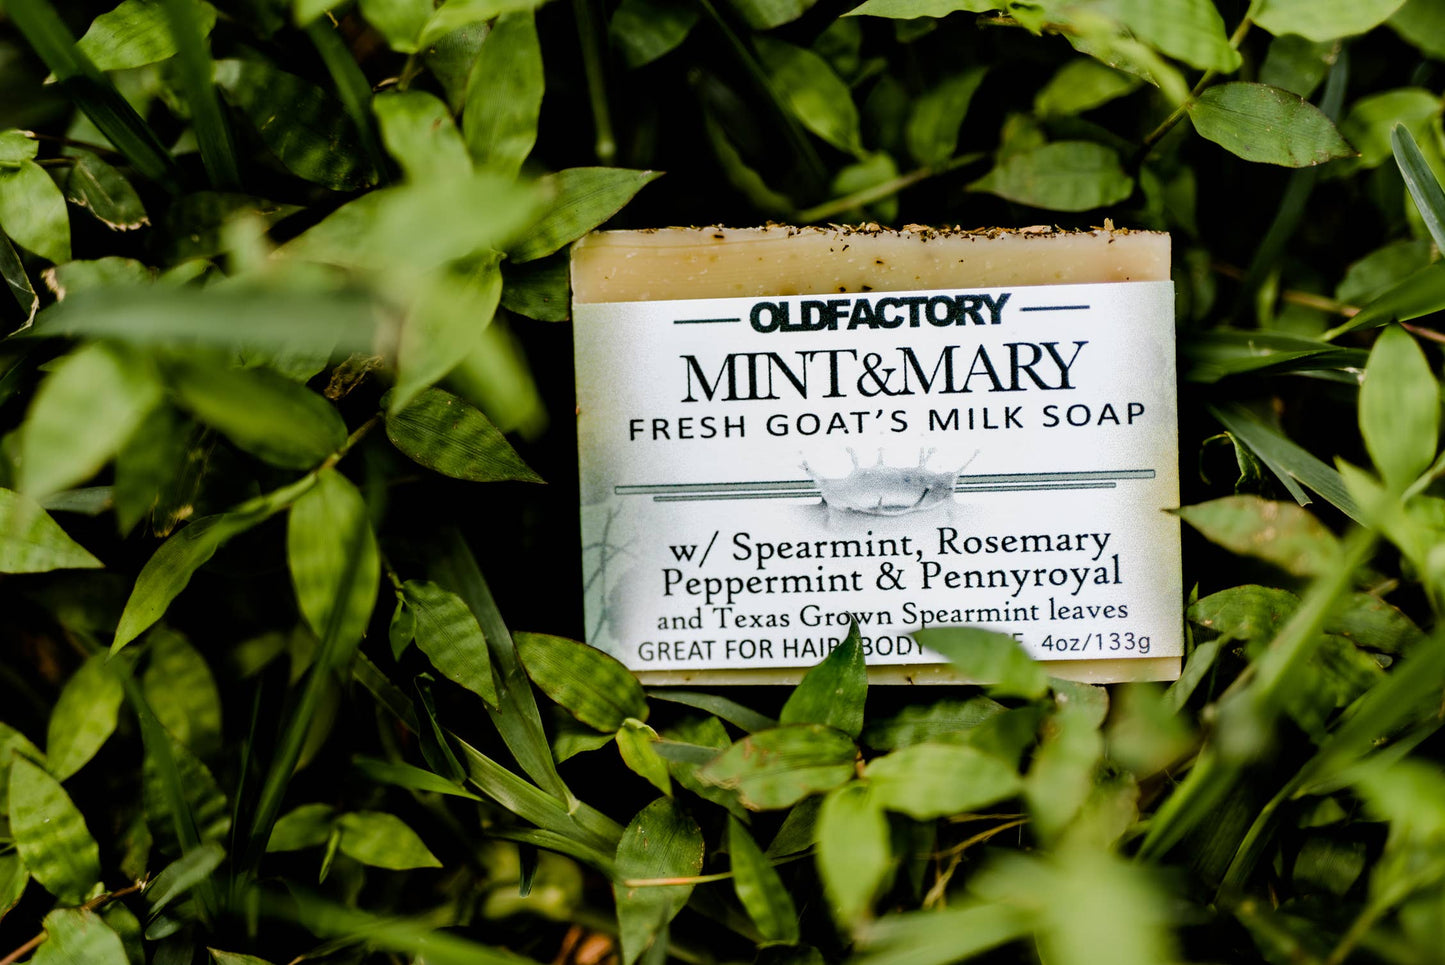 OLDFACTORY
MINT&MARY
FRESH GOAT'S MILK SOAP
w/ Spearmint, Rosemary
Peppermint & Pennyroyal
and Texas Grown Spearmint leaves
GREAT FOR HAIR BODY 4oz/133g